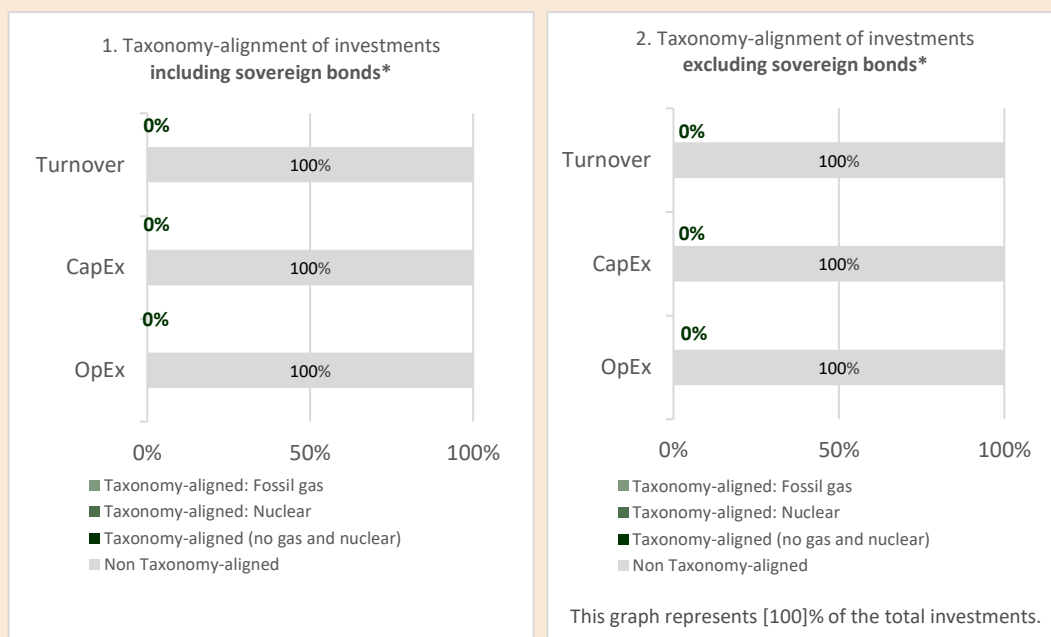 1. Taxonomy-alignment of investments
including sovereign bonds*
0%
Turnover
100%
0%
CapEx
100%
0%
OpEx
100%
0%
50%
100%
Taxonomy-aligned: Fossil gas
Taxonomy-aligned: Nuclear
Taxonomy-aligned (no gas and nuclear)
Non Taxonomy-aligned
2. Taxonomy-alignment of investments
excluding sovereign bonds*
0%
Turnover
100%
0%
CapEx
100%
0%
OpEx
100%
0%
50%
100%
Taxonomy-aligned: Fossil gas
Taxonomy-aligned: Nuclear
Taxonomy-aligned (no gas and nuclear)
Non Taxonomy-aligned
This graph represents [100]% of the total investments.